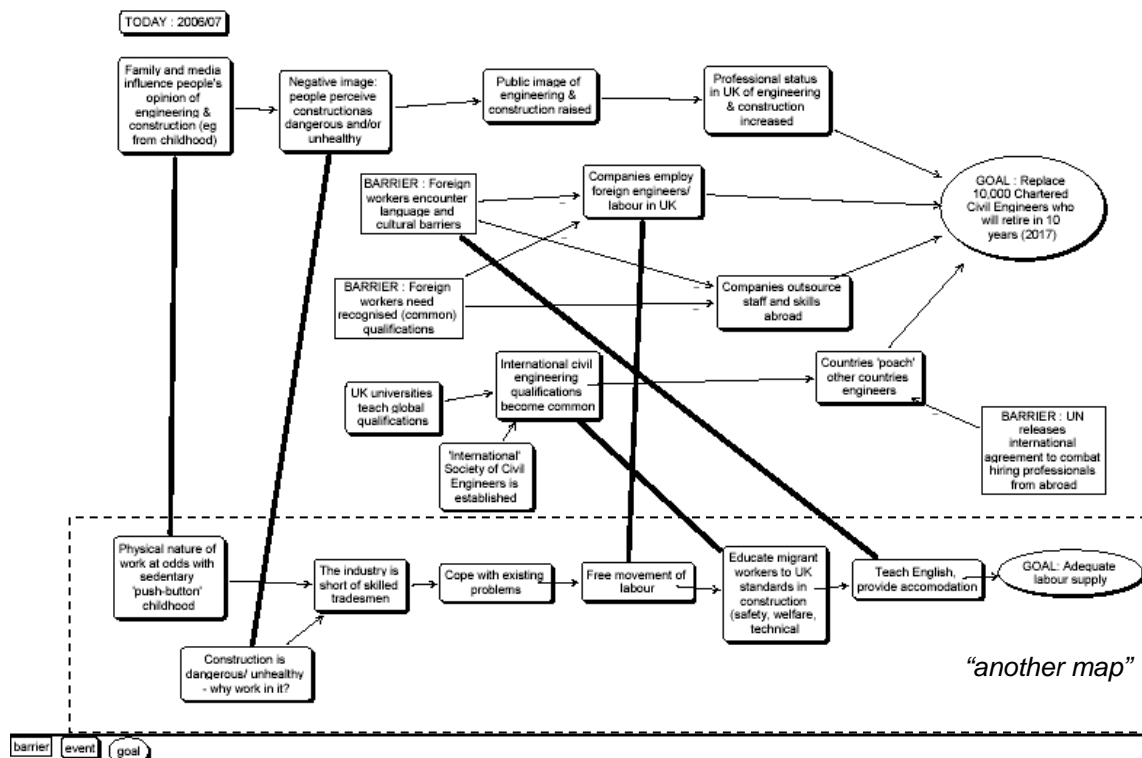 TODAY : 2006/07
Family and media
influence people's
opinion of
engineering &
construction (eg
from childhood)
Negative image:
people perceive
constructionas
dangerous and/or
unhealthy
Public image of
engineering &
construction raised
Professional status
in UK of engineering
& construction
increased
BARRIER : Foreign
workers encounter
language and
cultural barriers
Companies employ
foreign engineers/
labour in UK
GOAL : Replace
10,000 Chartered
Civil Engineers who
will retire in 10
years (2017)
BARRIER : Foreign
workers need
recognised (common)
qualifications
Companies outsource
staff and skills
abroad
International civil
engineering
qualifications
become common
Countries 'poach'
other countries
engineers
UK universities
teach global
qualifications
'International'
Society of Civil
Engineers is
established
BARRIER : UN
releases
international
agreement to combat
hiring professionals
from abroad
Physical nature of
work at odds with
sedentary
'push-button'
childhood
The industry is
short of skilled
tradesmen
Cope with existing
problems
Free movement of
labour
Educate migrant
workers to UK
standards in
construction
(safety, welfare,
technical
Teach English,
provide accomodation
GOAL: Adequate
labour supply
Construction is
dangerous/ unhealthy
- why work in it?
"another map"
barrier
event
goal